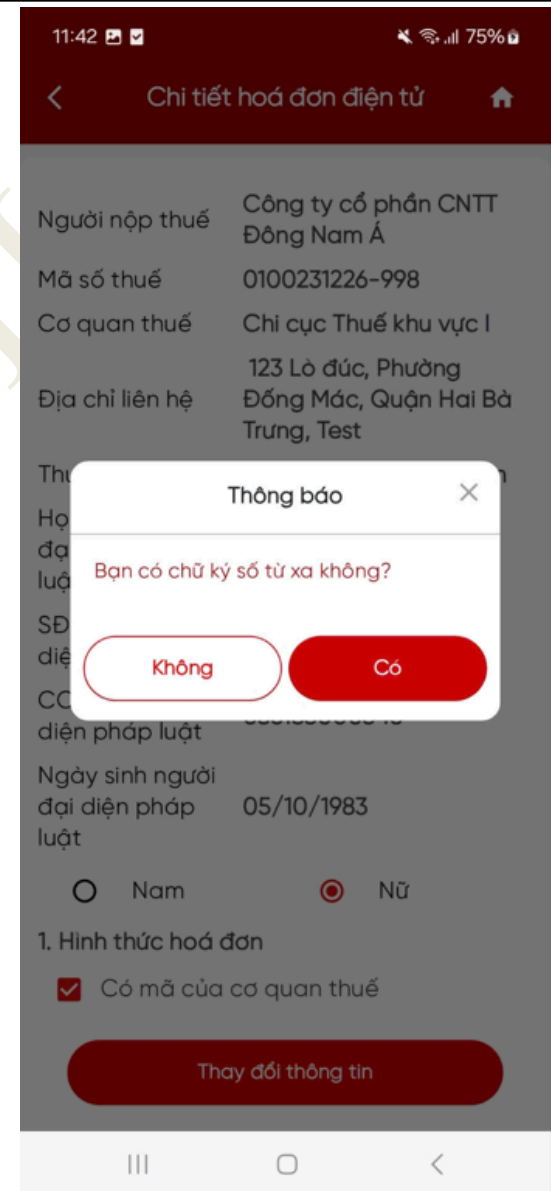 11:42
75%
Chi tiết hoá đơn điện tử
Người nộp thuế
Công ty cổ phần CNTT
Đông Nam Á
Mã số thuế
0100231226-998
Cơ quan thuế
Chi cục Thuế khu vực I
Địa chỉ liên hệ
123 Lò đúc, Phường
Đống Mác, Quận Hai Bà
Trưng, Test
Thông báo
Bạn có chữ ký số từ xa không?
Không
Có
diện pháp luật
Ngày sinh người
đại diện pháp
luật
05/10/1983
Nam
Nữ
1. Hình thức hoá đơn
Có mã của cơ quan thuế
Thay đổi thông tin